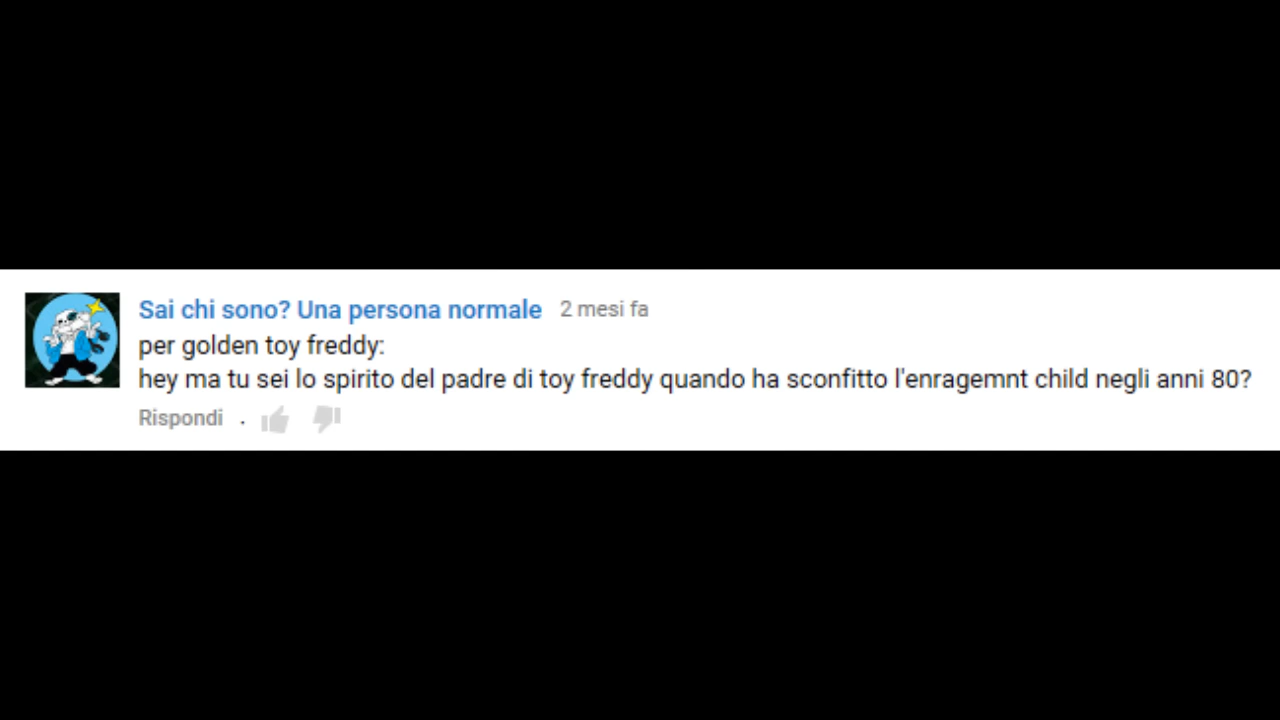 Sai chi sono? Una persona normale 2 mesi fa
per golden toy freddy:
hey ma tu sei lo spirito del padre di toy freddy quando ha sconfitto l'enragemnt child negli anni 80?
Rispondi .